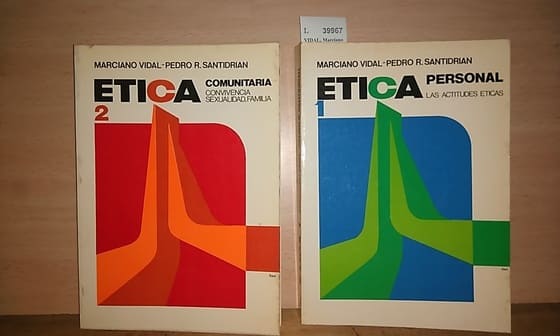 MARCIANO VIDAL-PEDRO R. SANTIDRIAN
ETICA
COMUNITARIA
CONVIVENCIA
SEXUALIDAD, FAMILIA
2
L. 39967
VIDAL, Marciano
MARCIANO VIDAL-PEDRO R. SANTIDRIAN
ETICA
PERSONAL
LAS ACTITUDES ETICAS
1